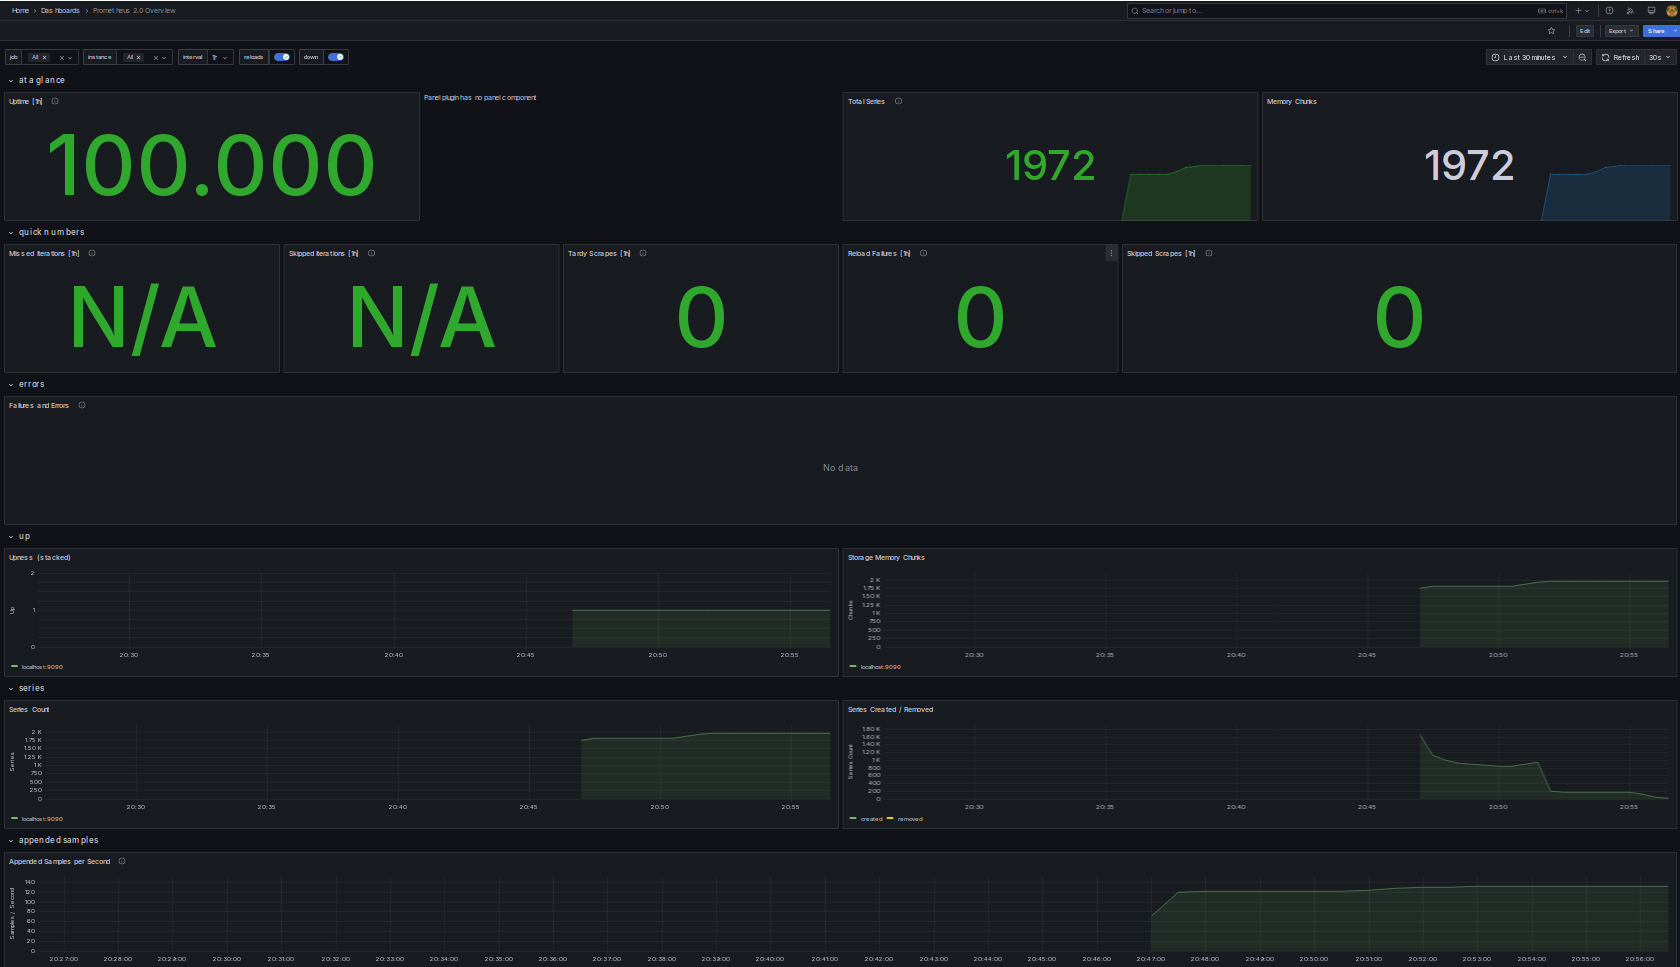 Home › Dashboards › Prometheus 2.0 Overview
Search or jump to... ctrl+k
Edit Export Share
job All × instance All × interval 1h reloads down
Last 30 minutes Refresh 30s
at a glance
Uptime [1h]
100.000
Panel plugin has no panel component
Total Series
1972
Memory Chunks
1972
quick numbers
Missed Iterations [1h]
N/A
Skipped Iterations [1h]
N/A
Tardy Scrapes [1h]
0
Reload Failures [1h]
0
Skipped Scrapes [1h]
0
errors
Failures and Errors
No data
up
Upness (stacked)
Up
2
1
0
20:30 20:35 20:40 20:45 20:50 20:55
localhost:9090
Storage Memory Chunks
Chunks
2 K
1.75 K
1.50 K
1.25 K
1 K
750
500
250
0
20:30 20:35 20:40 20:45 20:50 20:55
localhost:9090
series
Series Count
Series
2 K
1.75 K
1.50 K
1.25 K
1 K
750
500
250
0
20:30 20:35 20:40 20:45 20:50 20:55
localhost:9090
Series Created / Removed
Series Count
1.80 K
1.60 K
1.40 K
1.20 K
1 K
800
600
400
200
0
20:30 20:35 20:40 20:45 20:50 20:55
created removed
appended samples
Appended Samples per Second
Samples / Second
140
120
100
80
60
40
20
0
20:27:00 20:28:00 20:29:00 20:30:00 20:31:00 20:32:00 20:33:00 20:34:00 20:35:00 20:36:00 20:37:00 20:38:00 20:39:00 20:40:00 20:41:00 20:42:00 20:43:00 20:44:00 20:45:00 20:46:00 20:47:00 20:48:00 20:49:00 20:50:00 20:51:00 20:52:00 20:53:00 20:54:00 20:55:00 20:56:00